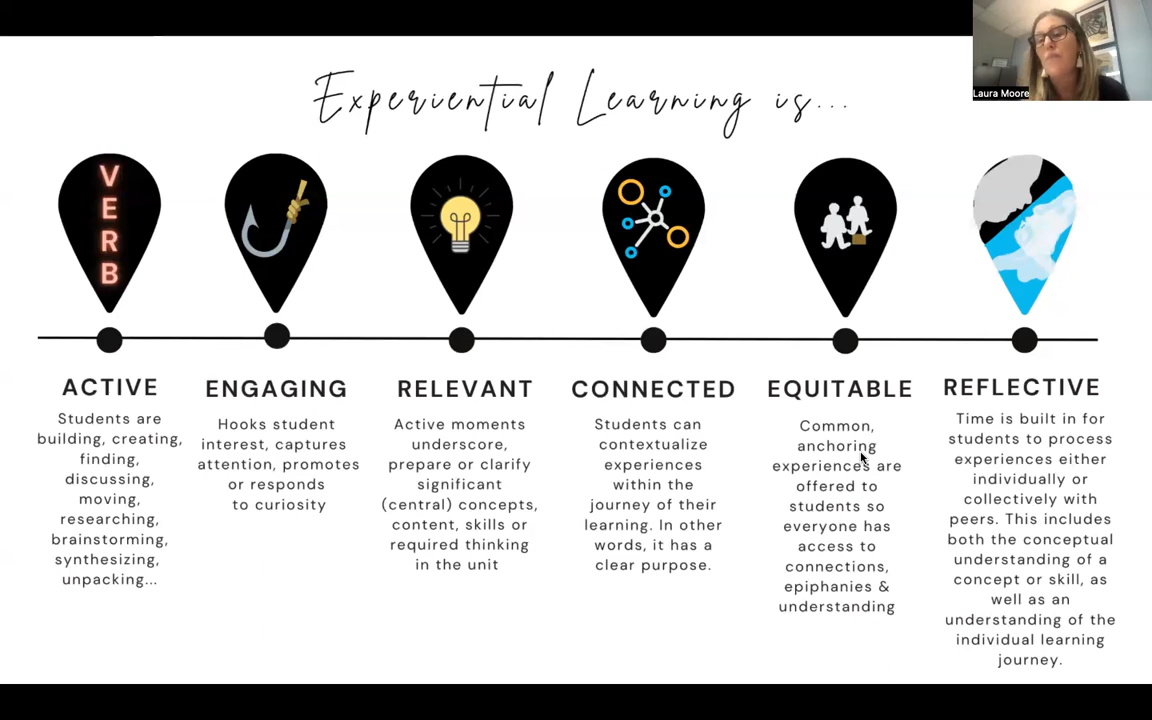 Experiential Learning is...
Laura Moore
V
E
R
B
ACTIVE
Students are
building, creating,
finding,
discussing,
moving,
researching,
brainstorming,
synthesizing,
unpacking...
ENGAGING
Hooks student
interest, captures
attention, promotes
or responds
to curiosity
RELEVANT
Active moments
underscore,
prepare or clarify
significant
(central) concepts,
content, skills or
required thinking
in the unit
CONNECTED
Students can
contextualize
experiences
within the
journey of their
learning. In other
words, it has a
clear purpose.
EQUITABLE
Common,
anchoring
experiences are
offered to
students so
everyone has
access to
connections,
epiphanies &
understanding
REFLECTIVE
Time is built in for
students to process
experiences either
individually or
collectively with
peers. This includes
both the conceptual
understanding of a
concept or skill, as
well as an
understanding of the
individual learning
journey.